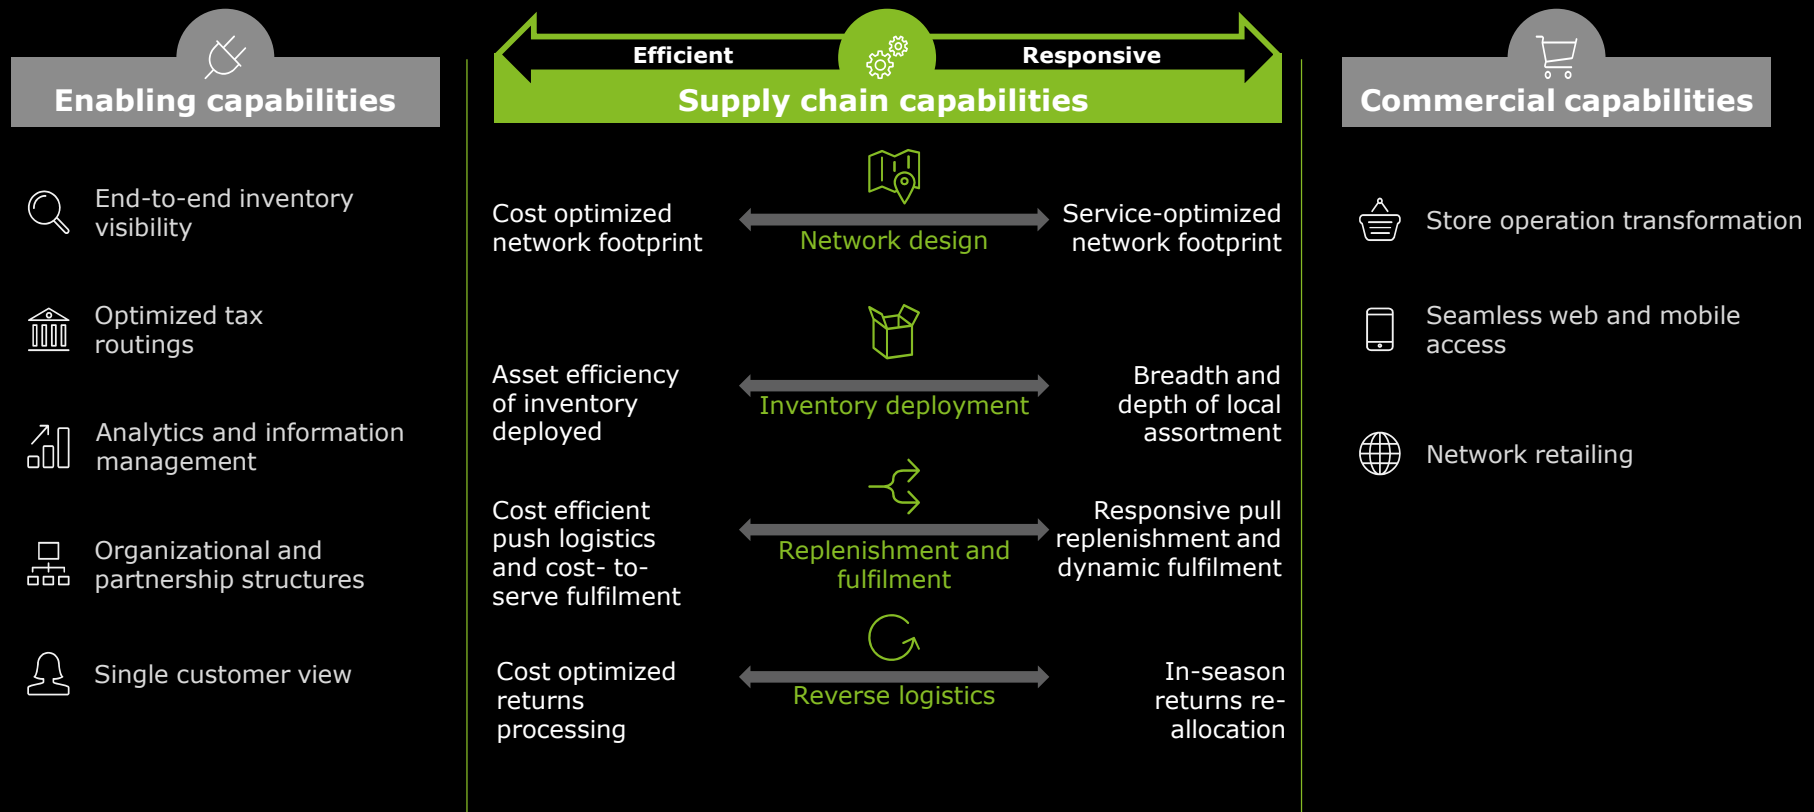 Enabling capabilities
End-to-end inventory
visibility
Optimized tax
routings
Analytics and information
management
Organizational and
partnership structures
Single customer view
Efficient
Responsive
Supply chain capabilities
Cost optimized
network footprint
Network design
Service-optimized
network footprint
Asset efficiency
of inventory
deployed
Inventory deployment
Breadth and
depth of local
assortment
Cost efficient
push logistics
and cost- to-
serve fulfilment
Replenishment and
fulfilment
Responsive pull
replenishment and
dynamic fulfilment
Cost optimized
returns
processing
Reverse logistics
In-season
returns re-
allocation
Commercial capabilities
Store operation transformation
Seamless web and mobile
access
Network retailing